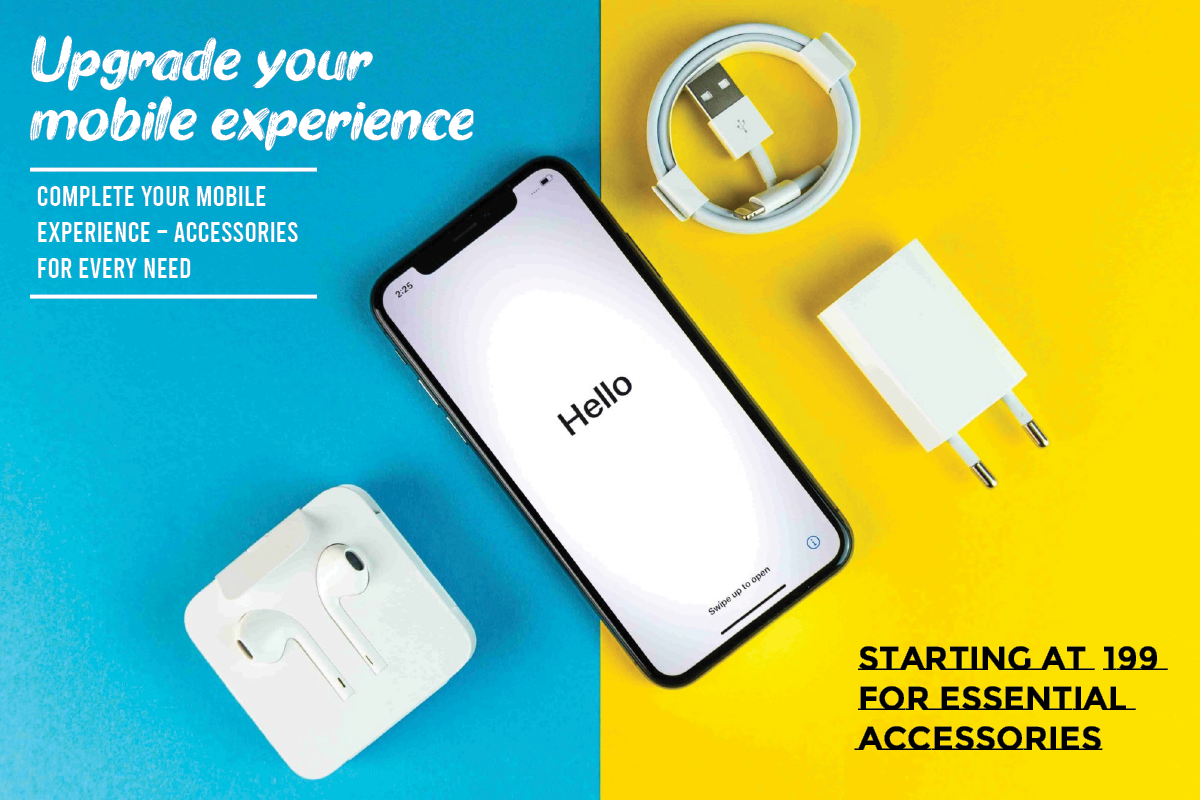 Upgrade your
mobile experience
COMPLETE YOUR MOBILE
EXPERIENCE – ACCESSORIES
FOR EVERY NEED
2:25
Hello
Swipe up to open
STARTING AT 199
FOR ESSENTIAL
ACCESSORIES